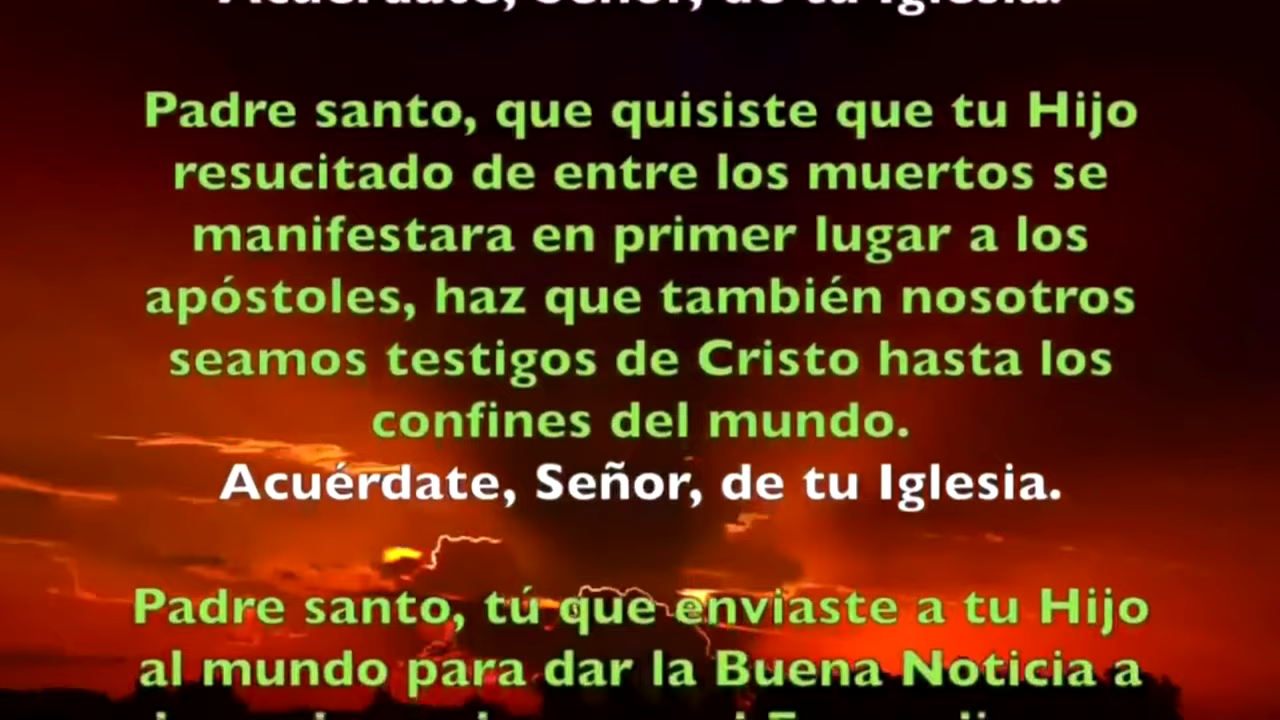 Acuérdate, Señor, de tu Iglesia.
Padre santo, que quisiste que tu Hijo
resucitado de entre los muertos se
manifestara en primer lugar a los
apóstoles, haz que también nosotros
seamos testigos de Cristo hasta los
confines del mundo.
Acuérdate, Señor, de tu Iglesia.
Padre santo, tú que enviaste a tu Hijo
al mundo para dar la Buena Noticia a